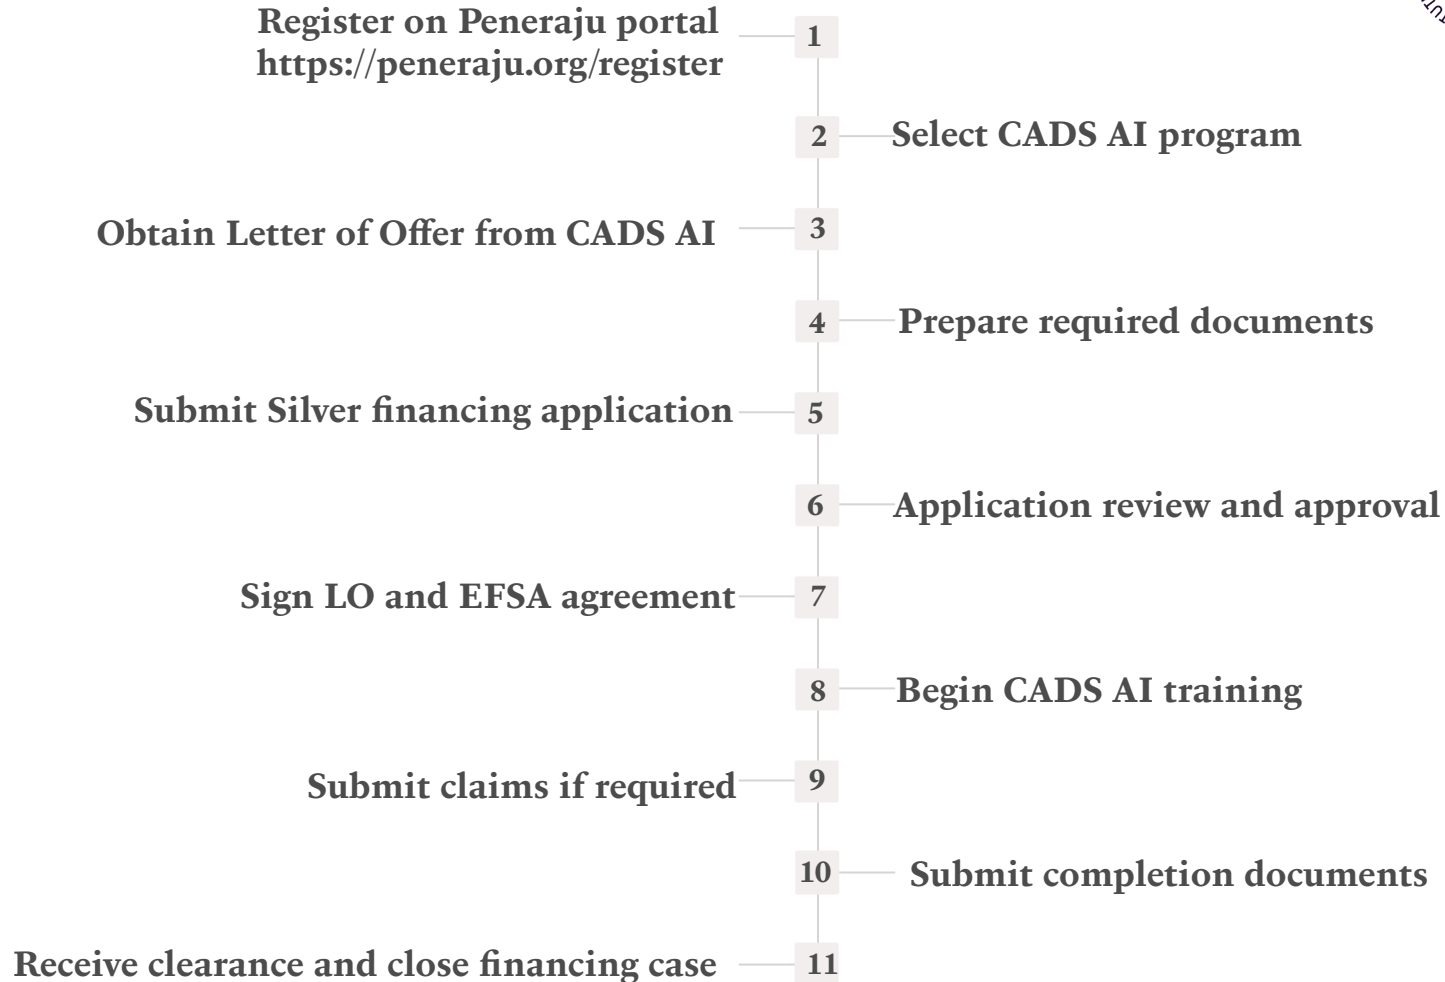 Register on Peneraju portal
https://peneraju.org/register
1
2
Select CADS AI program
Obtain Letter of Offer from CADS AI
3
4
Prepare required documents
Submit Silver financing application
5
6
Application review and approval
Sign LO and EFSA agreement
7
8
Begin CADS AI training
Submit claims if required
9
10
Submit completion documents
Receive clearance and close financing case
11